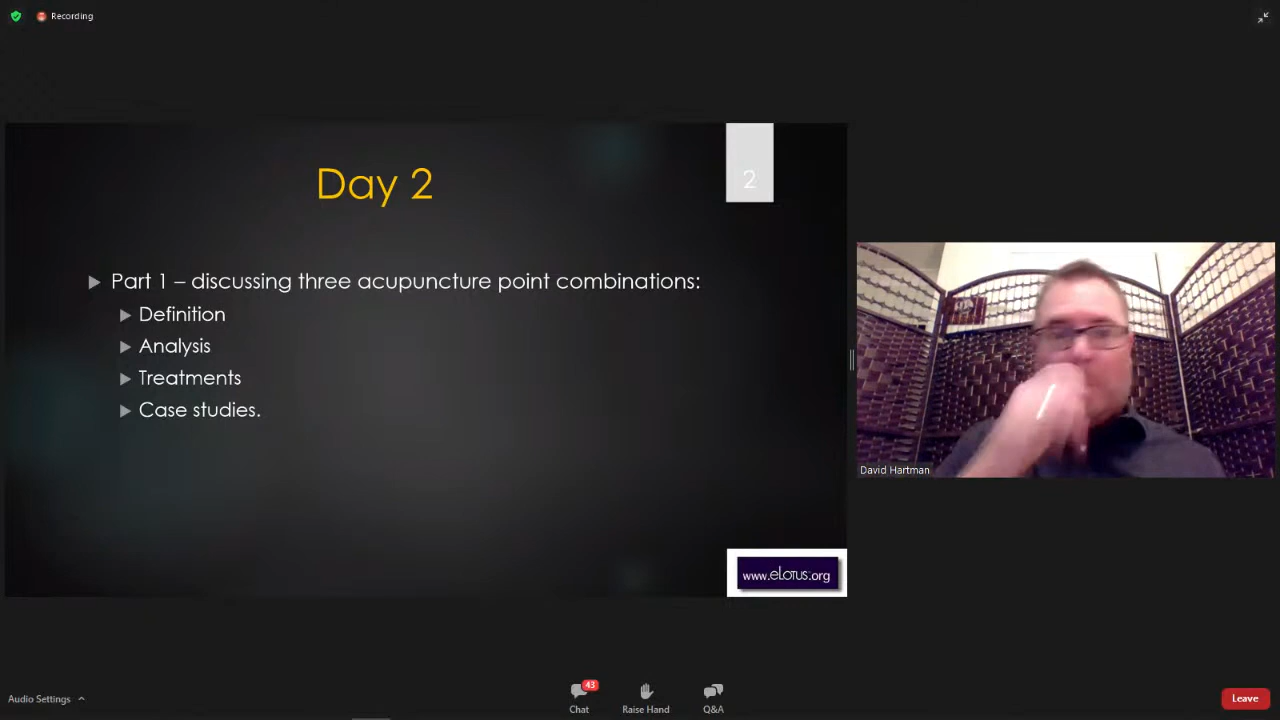 Recording
Day 2
2
Part 1 – discussing three acupuncture point combinations:
Definition
Analysis
Treatments
Case studies.
David Hartman
www.eLotus.org
Audio Settings
43
Chat
Raise Hand
Q&A
Leave